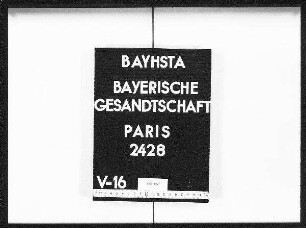 BAYHSTA
BAYERISCHE
GESANDTSCHAFT
PARIS
2428
V-16